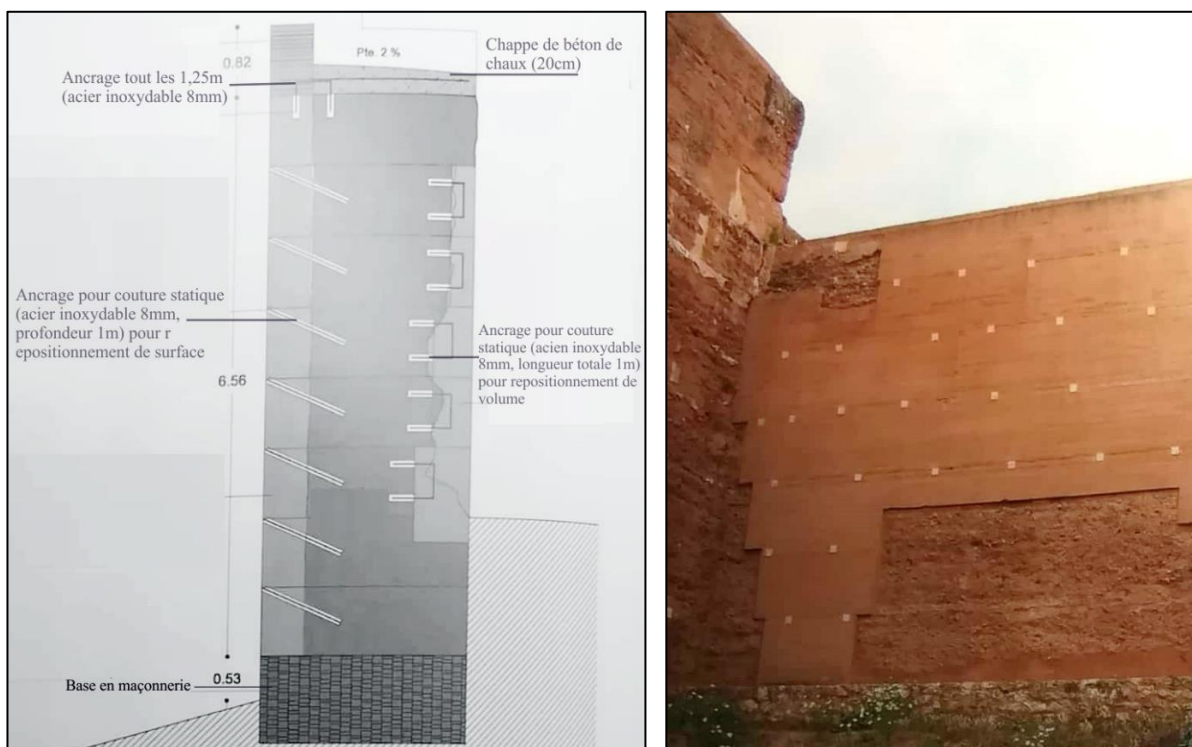 Pte. 2 %
Chappe de béton de
chaux (20cm)
0.82
Ancrage tout les 1,25m
(acier inoxydable 8mm)
Ancrage pour couture statique
(acier inoxydable 8mm,
profondeur 1m) pour r
epositionnement de surface
Ancrage pour couture
statique (acien inoxydable
8mm, longueur totale 1m)
pour repositionnement de
volume
6.56
0.53
Base en maçonnerie